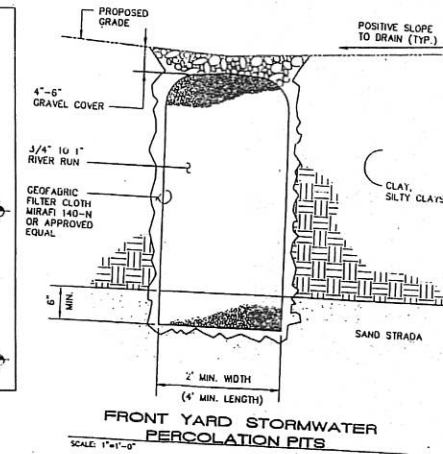 PROPOSED
GRADE
POSITIVE SLOPE
TO DRAIN (TYP.)
4"-6"
GRAVEL COVER
3/4" TO 1"
RIVER RUN
GEOFADRIC
FILTER CLOTH
MIRAFI 140-N
OR APPROVED
EQUAL
CLAY,
SILTY CLAYS
6"
MIN.
SAND STRADA
2' MIN. WIDTH
(4' MIN. LENGTH)
FRONT YARD STORMWATER
PERCOLATION PITS
SCALE: 1"=1'-0"